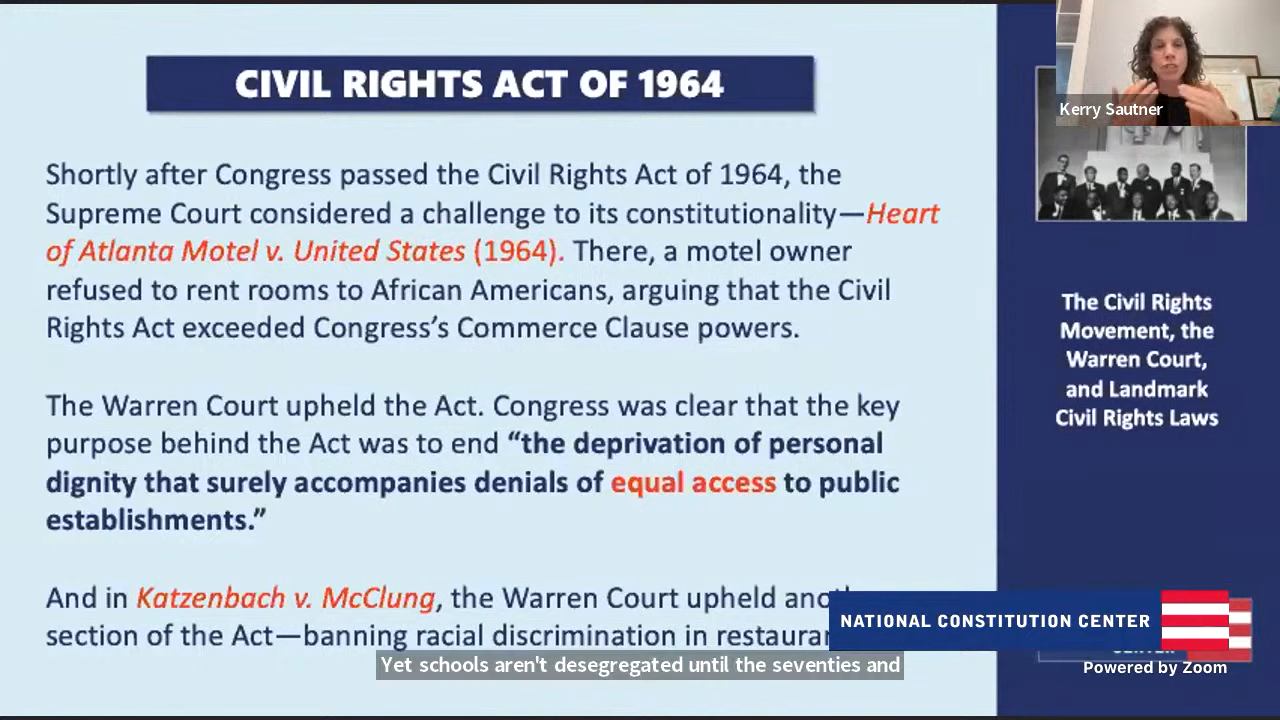 CIVIL RIGHTS ACT OF 1964
Shortly after Congress passed the Civil Rights Act of 1964, the
Supreme Court considered a challenge to its constitutionality—Heart
of Atlanta Motel v. United States (1964). There, a motel owner
refused to rent rooms to African Americans, arguing that the Civil
Rights Act exceeded Congress’s Commerce Clause powers.
The Warren Court upheld the Act. Congress was clear that the key
purpose behind the Act was to end “the deprivation of personal
dignity that surely accompanies denials of equal access to public
establishments.”
And in Katzenbach v. McClung, the Warren Court upheld
section of the Act—banning racial discrimination in
Yet schools aren't desegregated until the seventies and
Kerry Sautner
The Civil Rights
Movement, the
Warren Court,
and Landmark
Civil Rights Laws
NATIONAL CONSTITUTION CENTER
Powered by Zoom